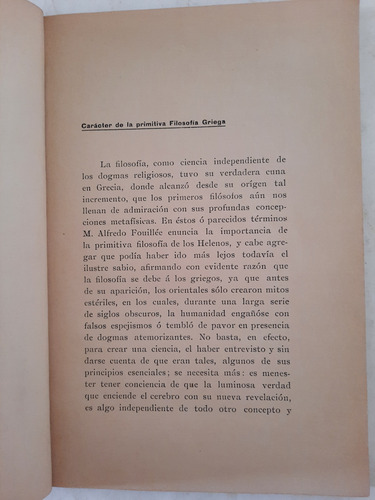 Carácter de la primitiva Filosofía Griega
La filosofía, como ciencia independiente de
los dogmas religiosos, tuvo su verdadera cuna
en Grecia, donde alcanzó desde su origen tal
incremento, que los primeros filósofos aún nos
llenan de admiración con sus profundas concep-
ciones metafísicas. En éstos ó parecidos términos
M. Alfredo Fouillée enuncia la importancia de
la primitiva filosofía de los Helenos, y cabe agre-
gar que podía haber ido más lejos todavía el
ilustre sabio, afirmando con evidente razón que
la filosofía se debe á los griegos, ya que antes
de su aparición, los orientales sólo crearon mitos
estériles, en los cuales, durante una larga serie
de siglos obscuros, la humanidad engañóse con
falsos espejismos ó tembló de pavor en presencia
de dogmas atemorizantes. No basta, en efecto,
para crear una ciencia, el haber entrevisto y sin
darse cuenta de que eran tales, algunos de sus
principios esenciales; se necesita más: es menes-
ter tener conciencia de que la luminosa verdad
que enciende el cerebro con su nueva revelación,
es algo independiente de todo otro concepto y